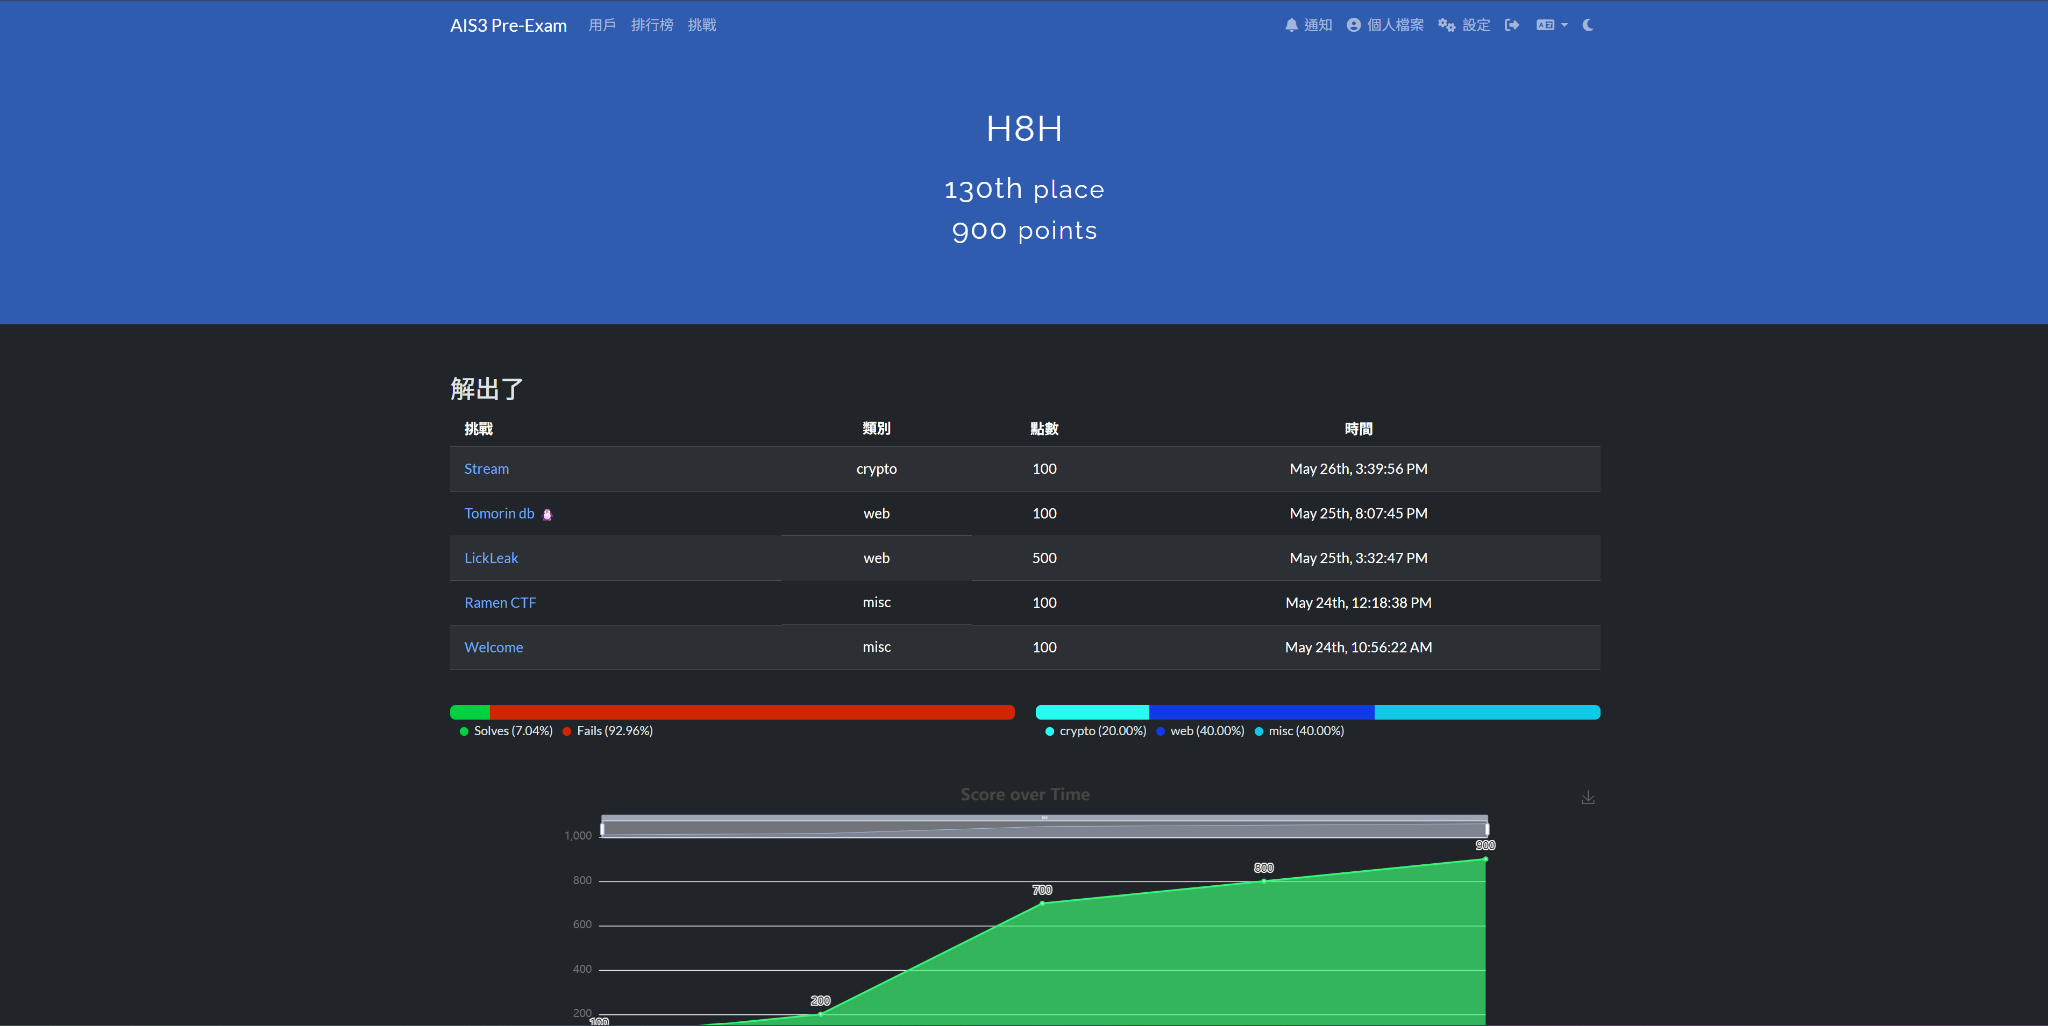 AIS3 Pre-Exam 用戶 排行榜 挑戰 通知 個人檔案 設定
H8H
130th place
900 points
解出了
挑戰 類別 點數 時間
Stream crypto 100 May 26th, 3:39:56 PM
Tomorin db 🐧 web 100 May 25th, 8:07:45 PM
LickLeak web 500 May 25th, 3:32:47 PM
Ramen CTF misc 100 May 24th, 12:18:38 PM
Welcome misc 100 May 24th, 10:56:22 AM
Solves (7.04%) Fails (92.96%) crypto (20.00%) web (40.00%) misc (40.00%)
Score over Time
1,000
900
800
800
700
600
400
200
200
100